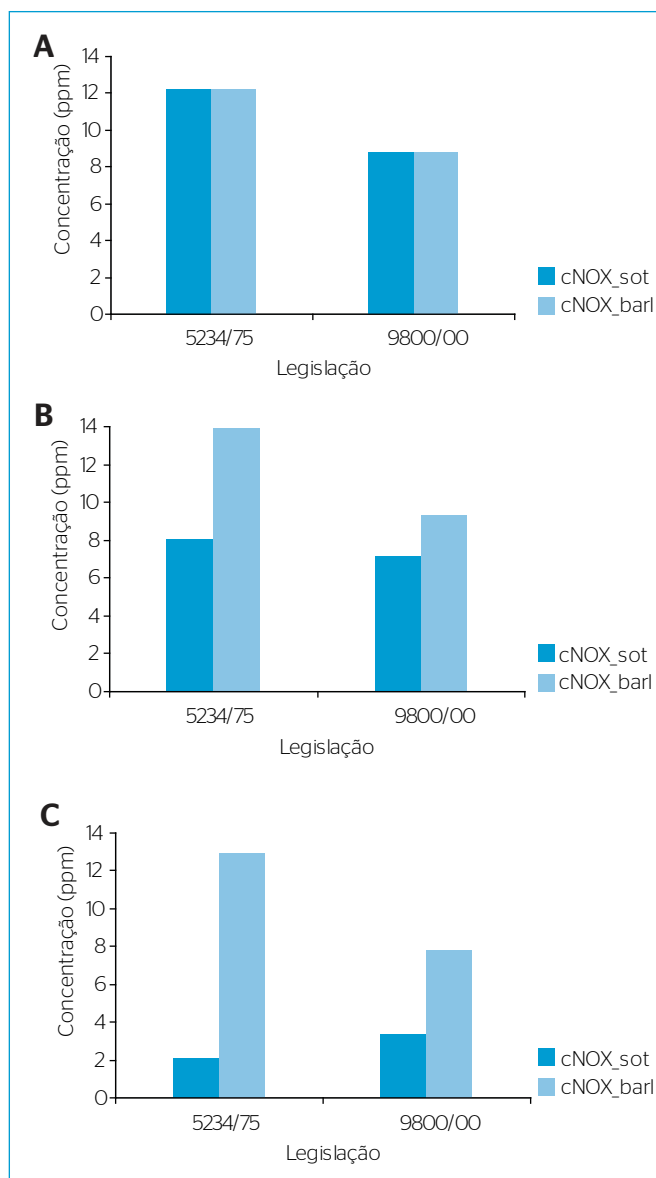 A
Concentração (ppm)
14
12
10
8
6
4
2
0
5234/75 9800/00
Legislação
cNOX_sot
cNOX_barl
B
Concentração (ppm)
14
12
10
8
6
4
2
0
5234/75 9800/00
Legislação
cNOX_sot
cNOX_barl
C
Concentração (ppm)
14
12
10
8
6
4
2
0
5234/75 9800/00
Legislação
cNOX_sot
cNOX_barl